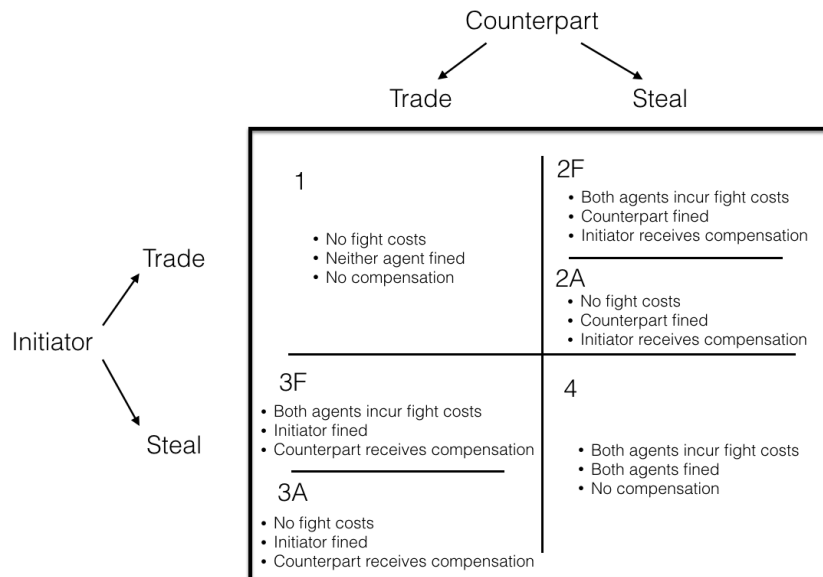 Counterpart
Trade
Steal
Initiator
Trade
Steal
1
• No fight costs
• Neither agent fined
• No compensation
2F
• Both agents incur fight costs
• Counterpart fined
• Initiator receives compensation
2A
• No fight costs
• Counterpart fined
• Initiator receives compensation
3F
• Both agents incur fight costs
• Initiator fined
• Counterpart receives compensation
3A
• No fight costs
• Initiator fined
• Counterpart receives compensation
4
• Both agents incur fight costs
• Both agents fined
• No compensation